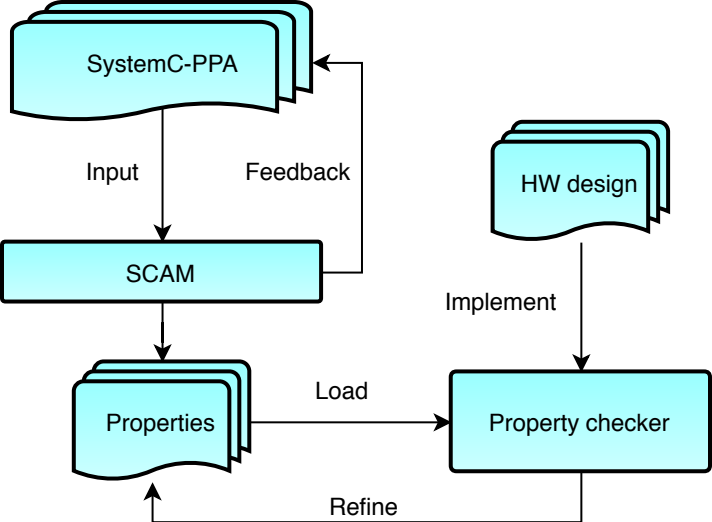 SystemC-PPA
Input
Feedback
HW design
SCAM
Implement
Load
Properties
Property checker
Refine